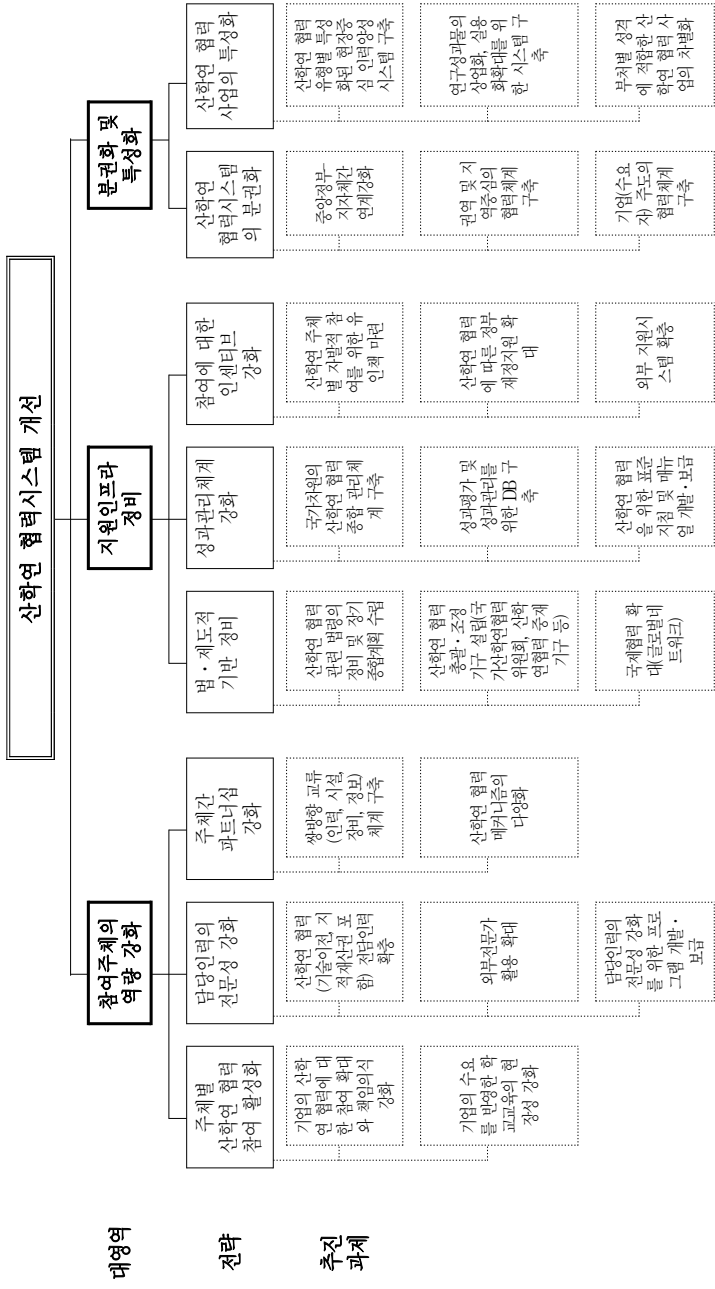 산학연 협력시스템 개선
대영역
참여주체의
역량 강화
지원인프라
정비
분권화 및
특성화
전략
주체별
산학연 협력
참여 활성화
담당인력의
전문성 강화
주체간
파트너십
강화
법·제도적
기반 정비
성과관리체계
강화
참여에 대한
인센티브
강화
산학연
협력시스템
의 분권화
산학연 협력
사업의 특성화
추진
과제
기업의 산학
연 협력에 대
한 참여 확대
와 책임의식
강화
산학연 협력
(기술이전, 지
적재산권 포
함) 전담인력
확충
쌍방향 교류
(인력, 시설,
장비, 정보)
체계 구축
산학연 협력
관련 법령의
정비 및 장기
종합계획 수립
국가차원의
산학연 협력
종합 관리체
계 구축
산학연 주체
별 자발적 참
여를 위한 유
인책 마련
중앙정부-
지자체간
연계강화
산학연 협력
유형별 특성
화된 현장중
심 인력양성
시스템 구축
기업의 수요
를 반영한 학
교교육의 현
장성 강화
외부전문가
활용 확대
산학연 협력
메커니즘의
다양화
산학연 협력
총괄·조정
기구 설립(국
가산학연협력
위원회, 산학
연협력 중재
기구 등)
성과평가 및
성과관리를
위한 DB 구
축
산학연 협력
에 따른 정부
재정지원 확
대
권역 및 지
역중심의
협력체계
구축
연구성과물의
상업화, 실용
화확대를 위
한 시스템 구
축
담당인력의
전문성 강화
를 위한 프로
그램 개발·
보급
국제협력 확
대(글로벌네
트워크)
산학연 협력
을 위한 표준
지침 및 매뉴
얼 개발·보급
외부 지원시
스템 확충
기업(수요
자) 주도의
협력체계
구축
부처별 성격
에 적합한 산
학연 협력 사
업의 차별화